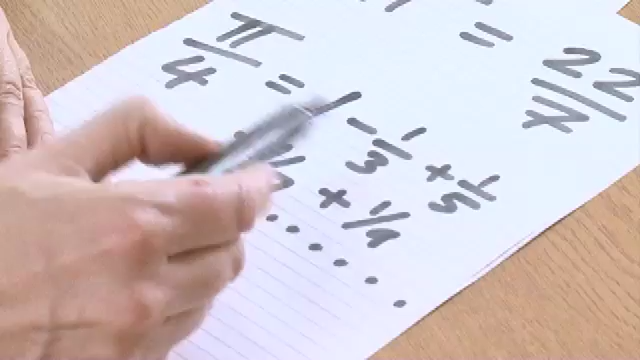 = 22/7
π/4 = 1 - 1/3 + 1/5
+ 1/9
......